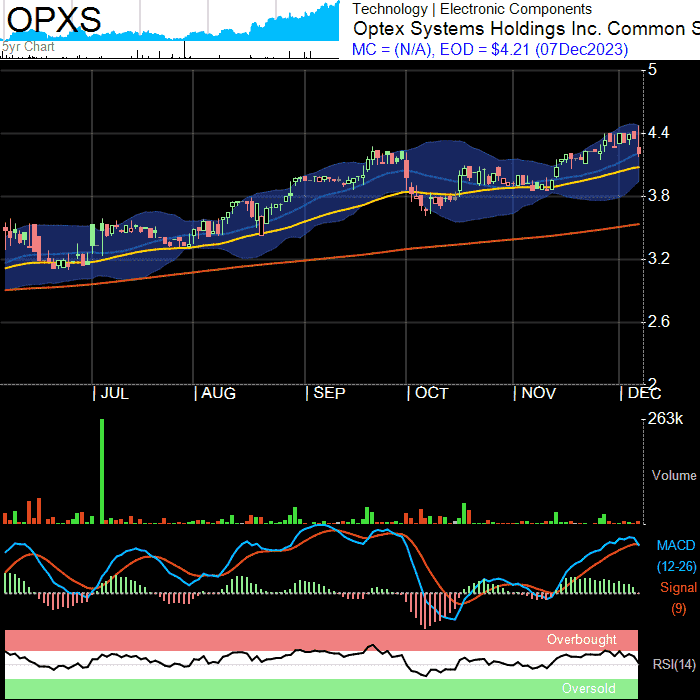 OPXS
5yr Chart
Technology | Electronic Components
Optex Systems Holdings Inc. Common S
MC = (N/A), EOD = $4.21 (07Dec2023)
5
4.4
3.8
3.2
2.6
2
JUL
AUG
SEP
OCT
NOV
DEC
263k
Volume
MACD
(12-26)
Signal
(9)
Overbought
RSI(14)
Oversold